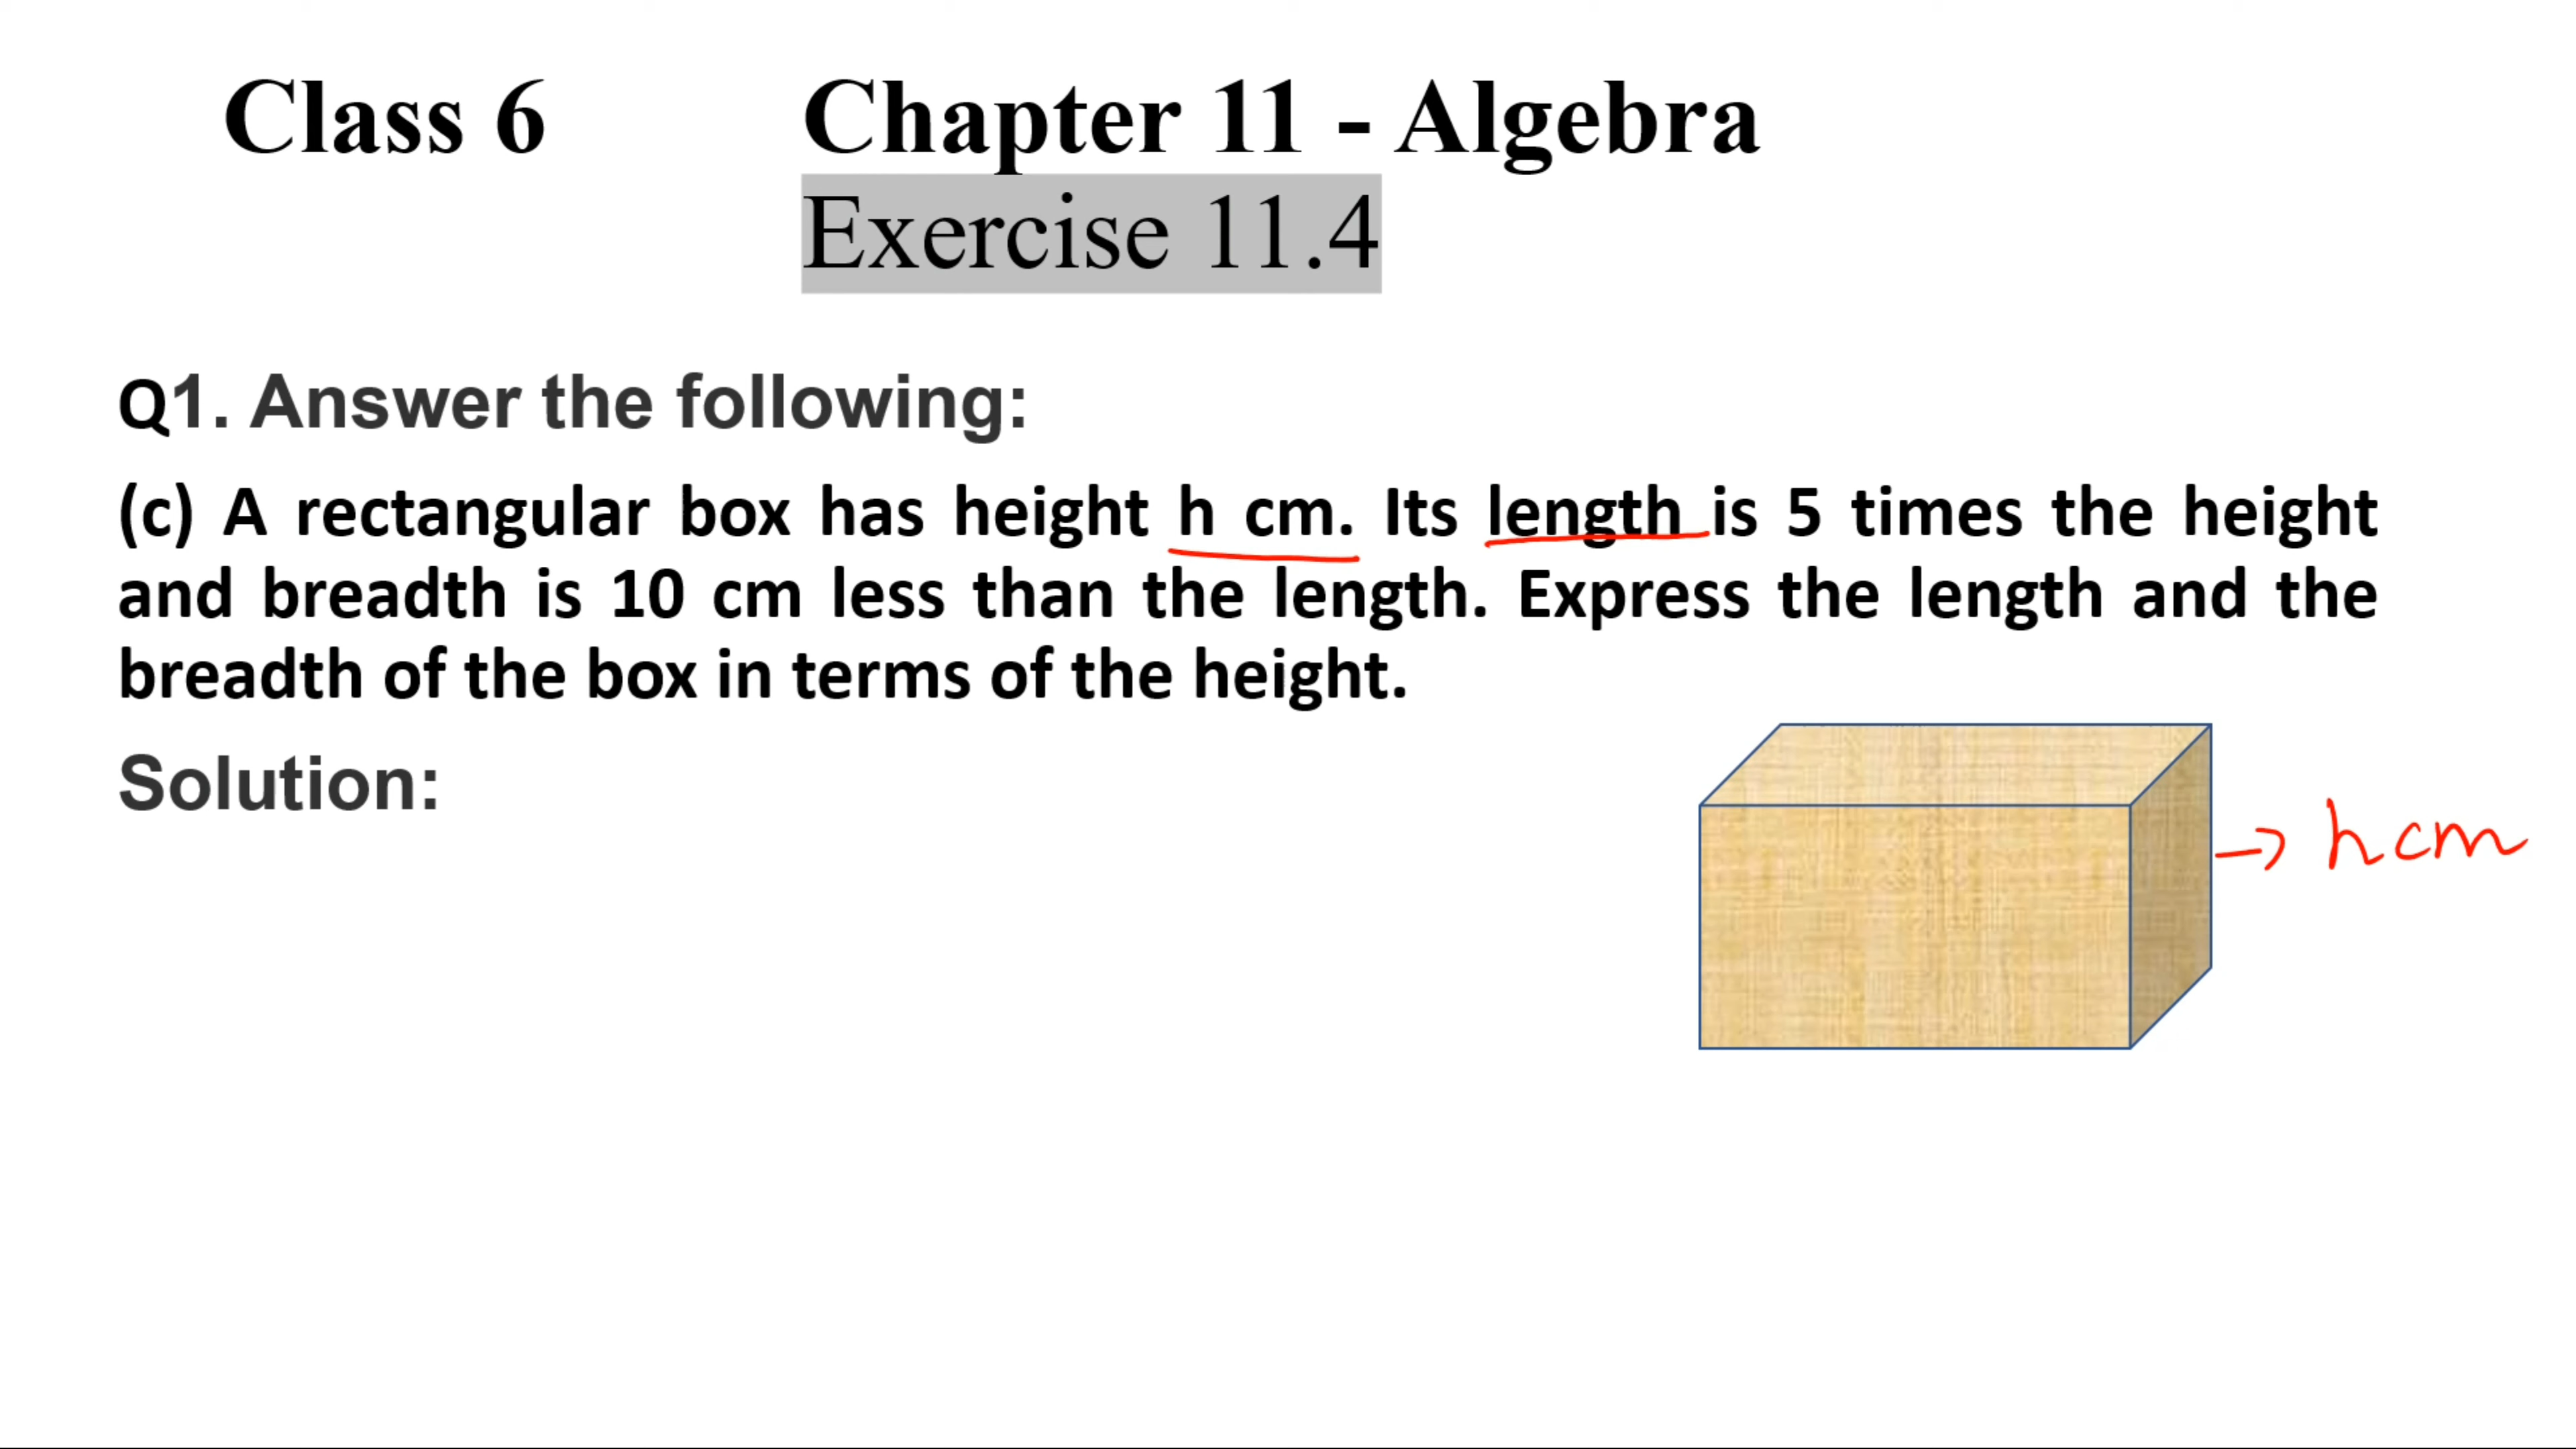 Class 6 Chapter 11 - Algebra
Exercise 11.4
Q1. Answer the following:
(c) A rectangular box has height h cm. Its length is 5 times the height
and breadth is 10 cm less than the length. Express the length and the
breadth of the box in terms of the height.
Solution:
→ h cm